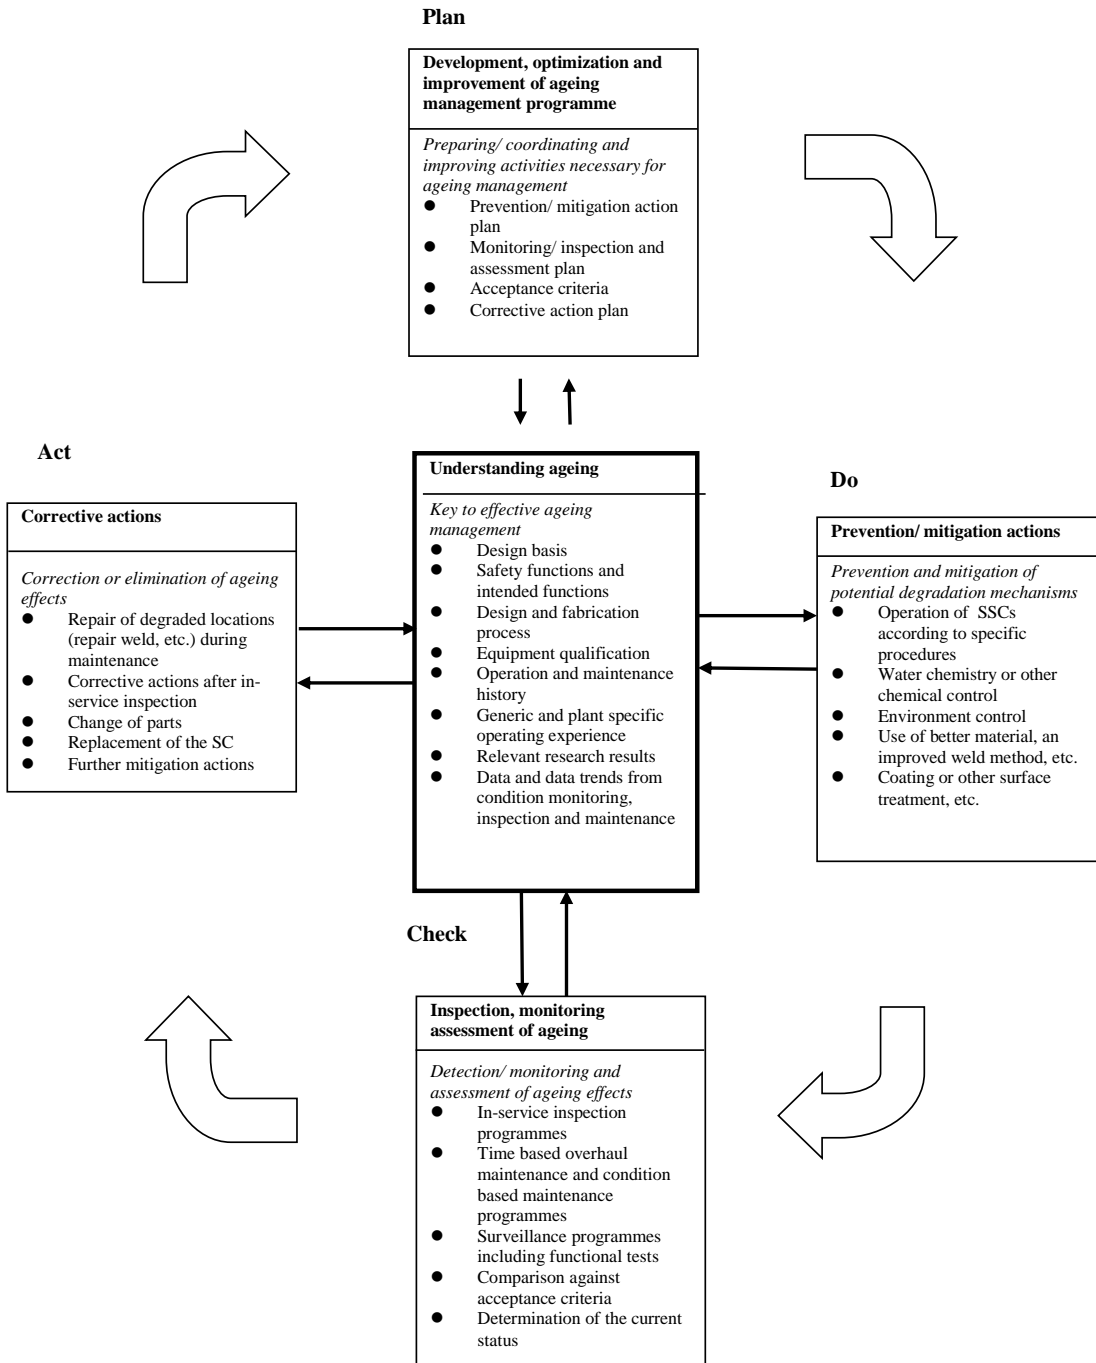 Plan
Development, optimization and
improvement of ageing
management programme
Preparing/ coordinating and
improving activities necessary for
ageing management
● Prevention/ mitigation action
plan
● Monitoring/ inspection and
assessment plan
● Acceptance criteria
● Corrective action plan
Act
Corrective actions
Correction or elimination of ageing
effects
● Repair of degraded locations
(repair weld, etc.) during
maintenance
● Corrective actions after in-
service inspection
● Change of parts
● Replacement of the SC
● Further mitigation actions
Understanding ageing
Key to effective ageing
management
● Design basis
● Safety functions and
intended functions
● Design and fabrication
process
● Equipment qualification
● Operation and maintenance
history
● Generic and plant specific
operating experience
● Relevant research results
● Data and data trends from
condition monitoring,
inspection and maintenance
Do
Prevention/ mitigation actions
Prevention and mitigation of
potential degradation mechanisms
● Operation of SSCs
according to specific
procedures
● Water chemistry or other
chemical control
● Environment control
● Use of better material, an
improved weld method, etc.
● Coating or other surface
treatment, etc.
Check
Inspection, monitoring
assessment of ageing
Detection/ monitoring and
assessment of ageing effects
● In-service inspection
programmes
● Time based overhaul
maintenance and condition
based maintenance
programmes
● Surveillance programmes
including functional tests
● Comparison against
acceptance criteria
● Determination of the current
status